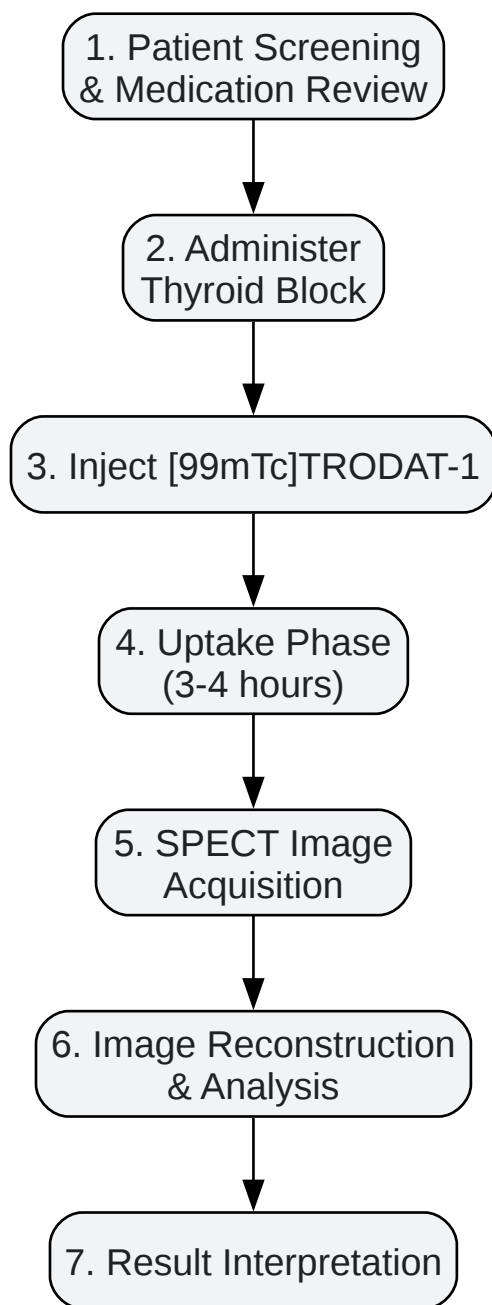 1. Patient Screening
& Medication Review
2. Administer
Thyroid Block
3. Inject [99mTc]TRODAT-1
4. Uptake Phase
(3-4 hours)
5. SPECT Image
Acquisition
6. Image Reconstruction
& Analysis
7. Result Interpretation